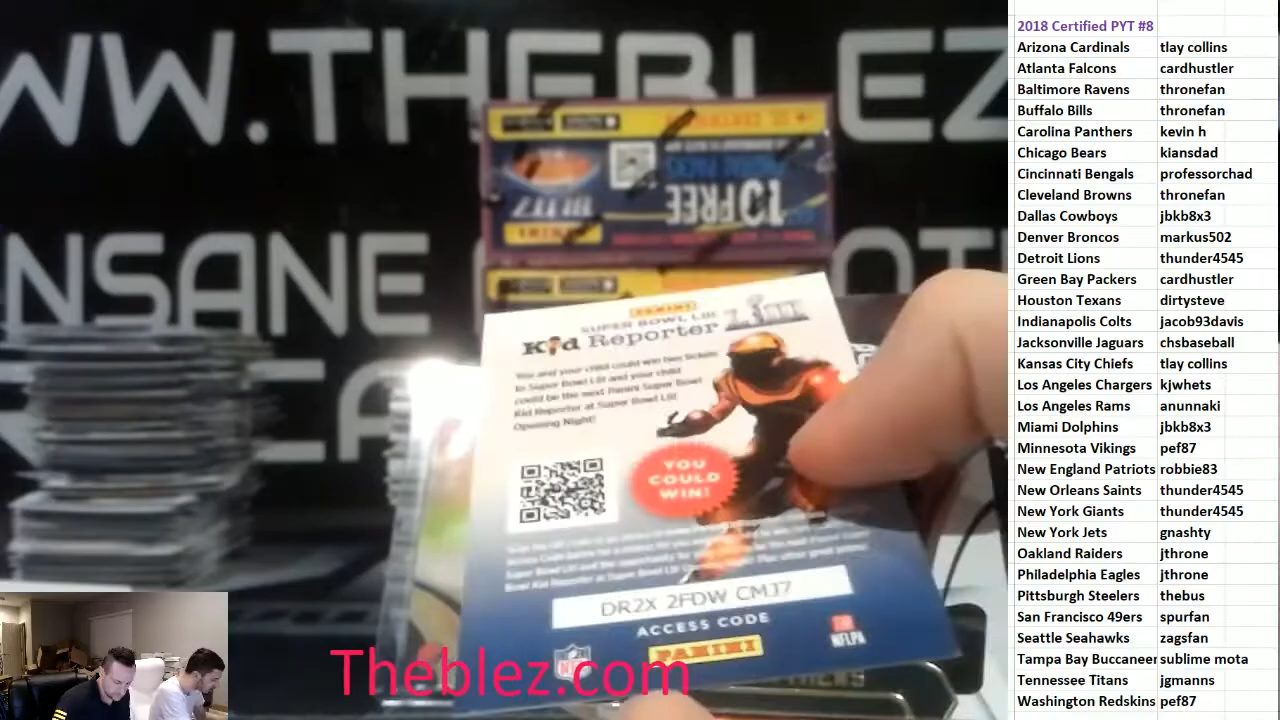 WW.THEBLEZ
NSANE
CA
13 FREE
BLITZ
PANINI
SUPER BOWL LIII
Kid Reporter
You and your child could win two tickets
to Super Bowl LIII and your child
could be the next Panini Super Bowl
Kid Reporter at Super Bowl LIII
Opening Night!
YOU
COULD
WIN!
DR2X 2FDW CMJ7
ACCESS CODE
PANINI
NFL
NFLPA
Theblez.com
2018 Certified PYT #8
Arizona Cardinals tlay collins
Atlanta Falcons cardhustler
Baltimore Ravens thronefan
Buffalo Bills thronefan
Carolina Panthers kevin h
Chicago Bears kiansdad
Cincinnati Bengals professorchad
Cleveland Browns thronefan
Dallas Cowboys jbkb8x3
Denver Broncos markus502
Detroit Lions thunder4545
Green Bay Packers cardhustler
Houston Texans dirtysteve
Indianapolis Colts jacob93davis
Jacksonville Jaguars chsbaseball
Kansas City Chiefs tlay collins
Los Angeles Chargers kjwhets
Los Angeles Rams anunnaki
Miami Dolphins jbkb8x3
Minnesota Vikings pef87
New England Patriots robbie83
New Orleans Saints thunder4545
New York Giants thunder4545
New York Jets gnashty
Oakland Raiders jthrone
Philadelphia Eagles jthrone
Pittsburgh Steelers thebus
San Francisco 49ers spurfan
Seattle Seahawks zagsfan
Tampa Bay Buccaneer sublime mota
Tennessee Titans jgmanns
Washington Redskins pef87